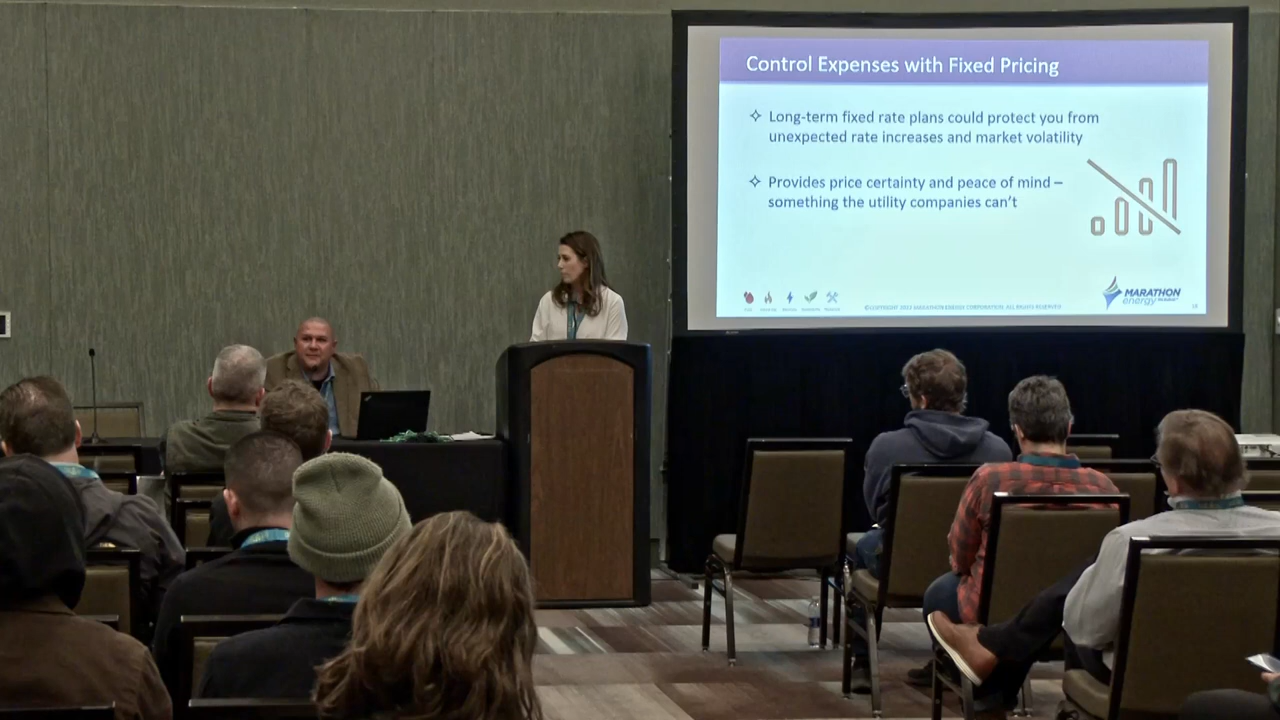 Control Expenses with Fixed Pricing
Long-term fixed rate plans could protect you from
unexpected rate increases and market volatility
Provides price certainty and peace of mind –
something the utility companies can't
MARATHON
energy